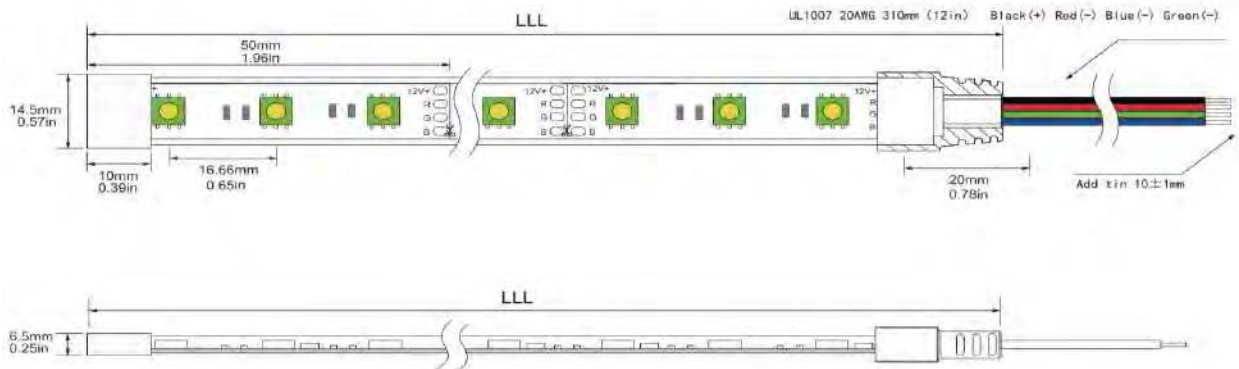 LLL
UL1007 20AWG 310mm (12in) Black(+) Red(-) Blue(-) Green(-)
50mm
1.96in
12V+
R
G
B
12V+
R
G
B
12V+
R
G
B
12V+
R
G
B
14.5mm
0.57in
10mm
0.39in
16.66mm
0.65in
20mm
0.78in
Add tin 10±1mm
LLL
6.5mm
0.25in